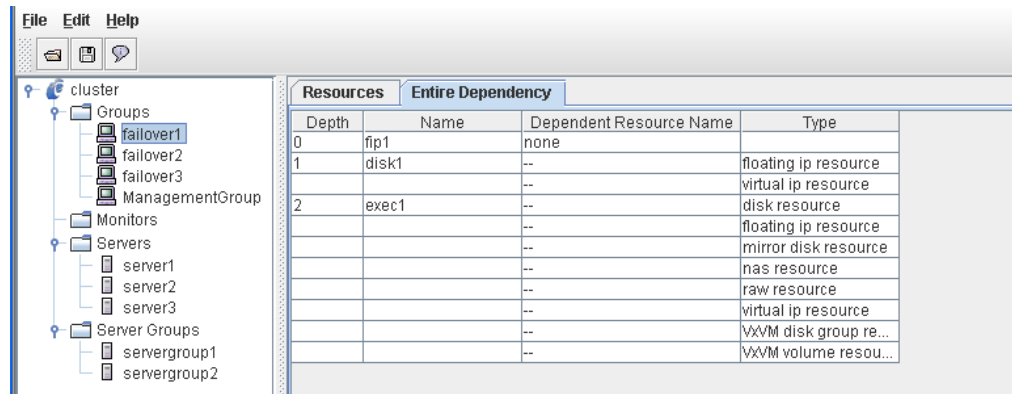 File Edit Help
cluster
Groups
failover1
failover2
failover3
ManagementGroup
Monitors
Servers
server1
server2
server3
Server Groups
servergroup1
servergroup2
Resources Entire Dependency
Depth Name Dependent Resource Name Type
0 fip1 none
1 disk1 -- floating ip resource
-- virtual ip resource
2 exec1 -- disk resource
-- floating ip resource
-- mirror disk resource
-- nas resource
-- raw resource
-- virtual ip resource
-- VxVM disk group re...
-- VxVM volume resou...